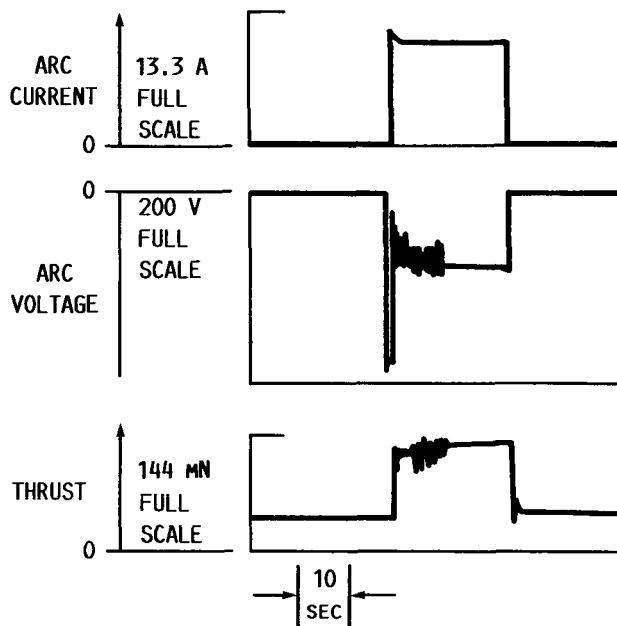 ARC
CURRENT
13.3 A
FULL
SCALE
0
0
200 V
FULL
SCALE
ARC
VOLTAGE
THRUST
144 MN
FULL
SCALE
0
10
SEC